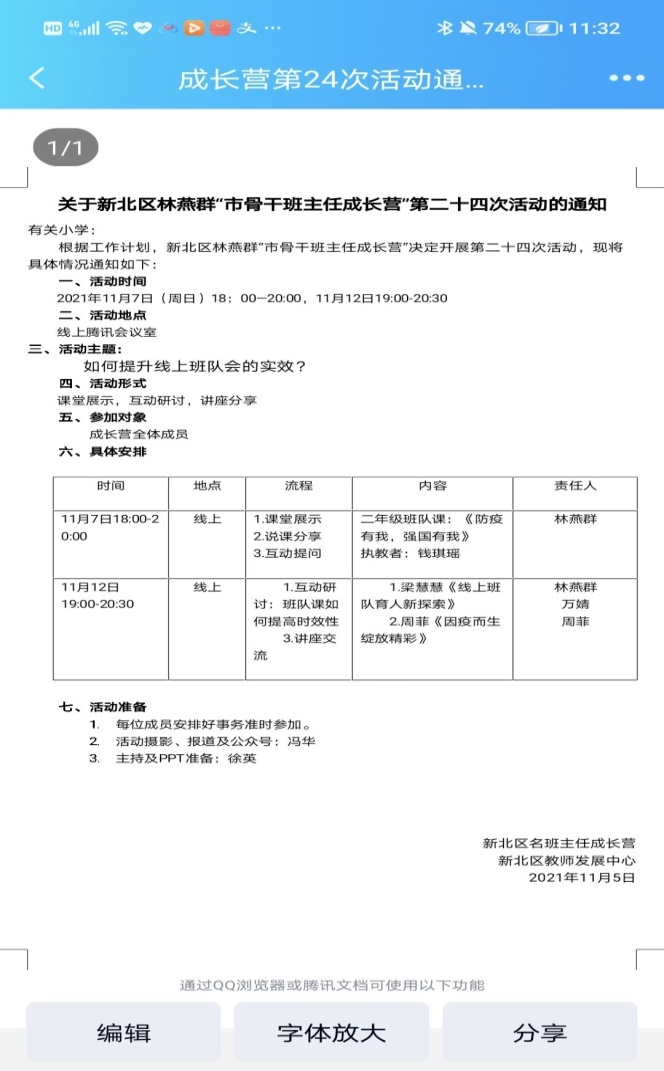 HD 4G 支 ... 74% 11:32
成长营第24次活动通...
1/1
关于新北区林燕群“市骨干班主任成长营”第二十四次活动的通知
有关小学：
根据工作计划，新北区林燕群“市骨干班主任成长营”决定开展第二十四次活动，现将
具体情况通知如下：
一、活动时间
2021年11月7日（周日）18：00—20:00，11月12日19:00-20:30
二、活动地点
线上腾讯会议室
三、活动主题：
如何提升线上班队会的实效？
四、活动形式
课堂展示，互动研讨，讲座分享
五、参加对象
成长营全体成员
六、具体安排
时间 地点 流程 内容 责任人
11月7日18:00-2 线上 1.课堂展示 二年级班队课：《防疫 林燕群
0:00 2.说课分享 有我，强国有我》
3.互动提问 执教者：钱琪瑶
11月12日 线上 1.互动研 1.梁慧慧《线上班 林燕群
19:00-20:30 讨：班队课如 队育人新探索》 万婧
何提高时效性 2.周菲《因疫而生 周菲
3.讲座交 绽放精彩》
流
七、活动准备
1. 每位成员安排好事务准时参加。
2. 活动摄影、报道及公众号：冯华
3. 主持及PPT准备：徐英
新北区名班主任成长营
新北区教师发展中心
2021年11月5日
通过QQ浏览器或腾讯文档可使用以下功能
编辑 字体放大 分享